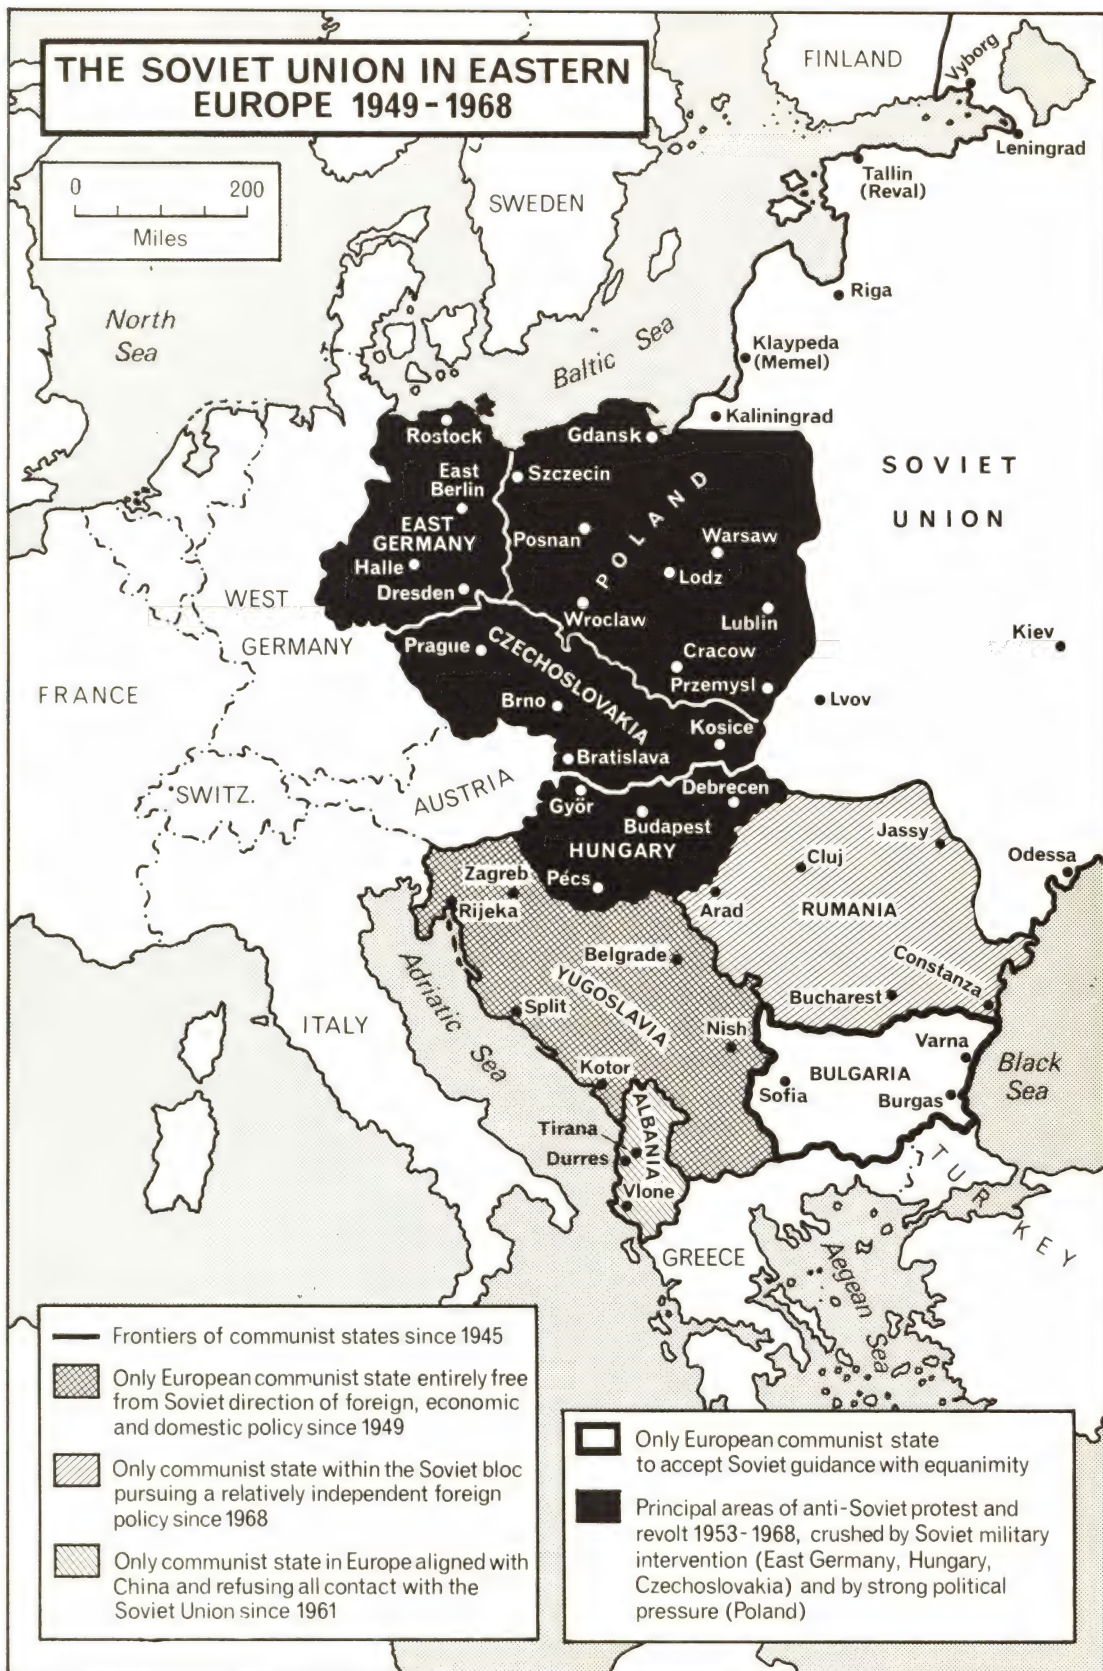 THE SOVIET UNION IN EASTERN
EUROPE 1949-1968
0 200
Miles
FINLAND
Vyborg
Leningrad
Tallin
(Reval)
SWEDEN
Riga
North
Sea
Baltic Sea
Klaypeda
(Memel)
Kaliningrad
Rostock
Gdansk
SOVIET
UNION
Szczecin
East
Berlin
POLAND
EAST
GERMANY
Posnan
Warsaw
Halle
Lodz
Dresden
WEST
GERMANY
Wroclaw
Lublin
Kiev
Prague
CZECHOSLOVAKIA
Cracow
Przemysl
FRANCE
Lvov
Brno
Kosice
Bratislava
SWITZ.
AUSTRIA
Györ
Debrecen
Budapest
HUNGARY
Jassy
Cluj
Odessa
Zagreb
Pécs
Rijeka
Arad
RUMANIA
Belgrade
Constanza
Adriatic Sea
YUGOSLAVIA
Bucharest
ITALY
Split
Nish
Varna
Black
Sea
Kotor
BULGARIA
Sofia
Burgas
ALBANIA
Tirana
Durres
TURKEY
Vlone
GREECE
Aegean Sea
Frontiers of communist states since 1945
Only European communist state entirely free
from Soviet direction of foreign, economic
and domestic policy since 1949
Only communist state within the Soviet bloc
pursuing a relatively independent foreign
policy since 1968
Only communist state in Europe aligned with
China and refusing all contact with the
Soviet Union since 1961
Only European communist state
to accept Soviet guidance with equanimity
Principal areas of anti-Soviet protest and
revolt 1953-1968, crushed by Soviet military
intervention (East Germany, Hungary,
Czechoslovakia) and by strong political
pressure (Poland)